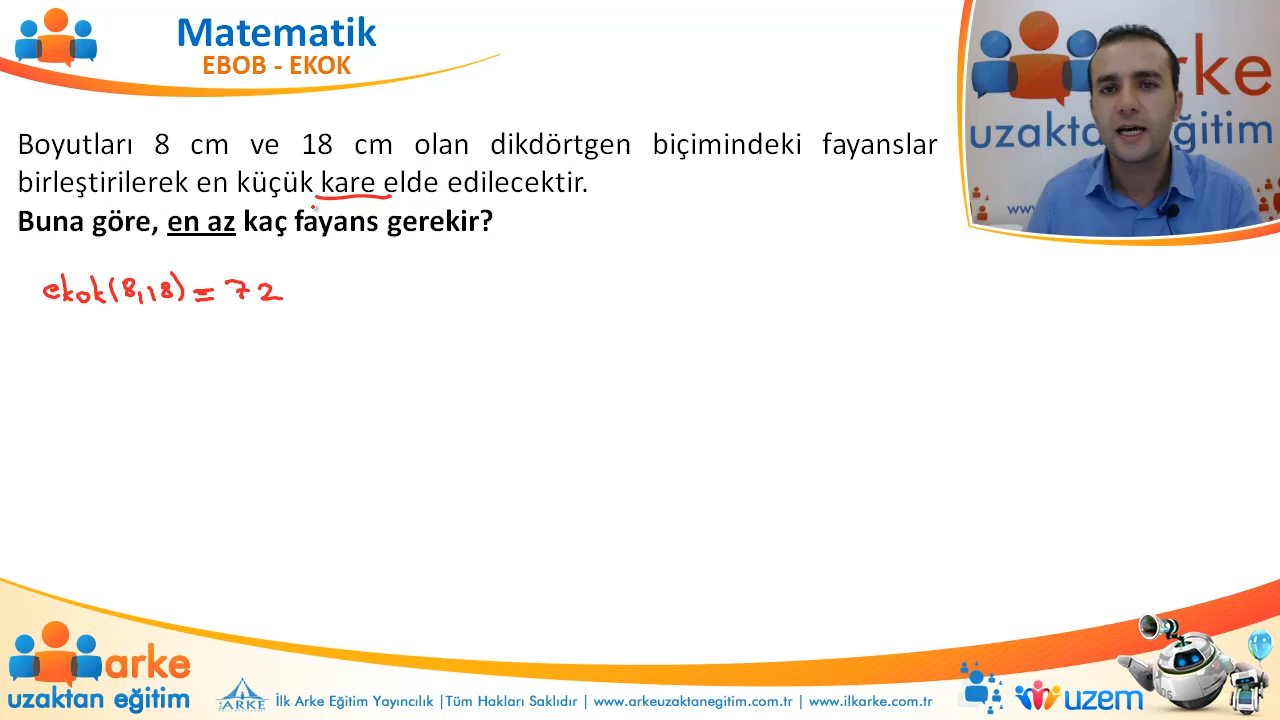 Matematik
EBOB - EKOK
arke
uzaktan eğitim
www
Boyutları 8 cm ve 18 cm olan dikdörtgen biçimindeki fayanslar
birleştirilerek en küçük kare elde edilecektir.
Buna göre, en az kaç fayans gerekir?
ekok(8,18) = 72
arke
uzaktan eğitim
ARKE
İlk Arke Eğitim Yayıncılık |Tüm Hakları Saklıdır | www.arkeuzaktanegitim.com.tr | www.ilkarke.com.tr
uzem